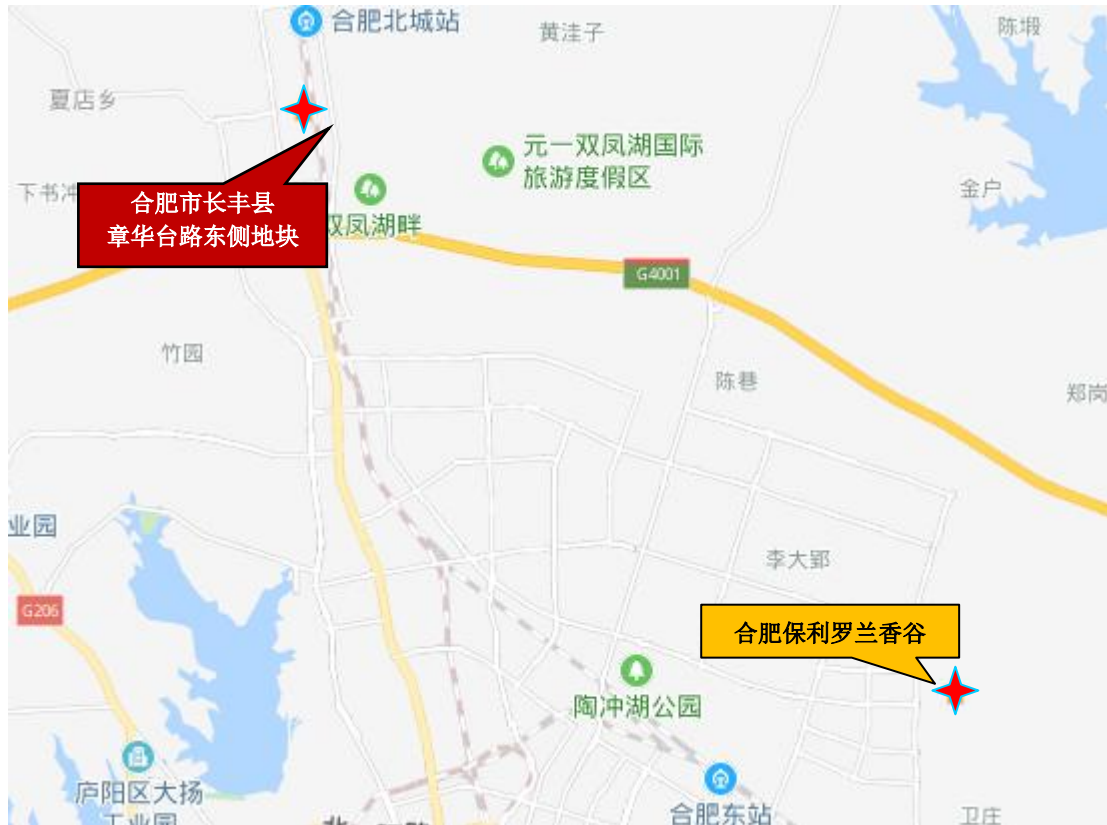 合肥北城站
黄洼子
陈塅
夏店乡
元一双凤湖国际
旅游度假区
下书冲
金户
合肥市长丰县
章华台路东侧地块
双凤湖畔
G4001
竹园
陈巷
郑岗
业园
李大郢
G206
合肥保利罗兰香谷
陶冲湖公园
庐阳区大杨
工业园
合肥东站
卫庄